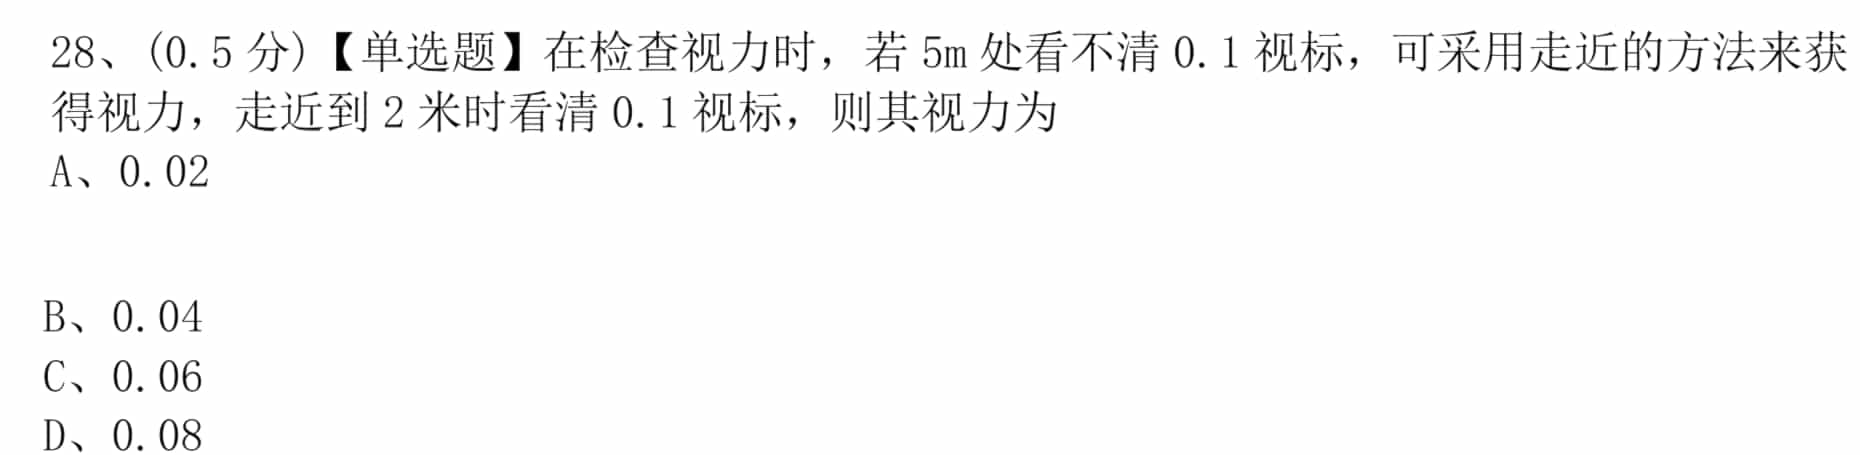 28、(0.5分)【单选题】在检查视力时，若5m处看不清0.1视标，可采用走近的方法来获
得视力，走近到2米时看清0.1视标，则其视力为
A、0.02
B、0.04
C、0.06
D、0.08